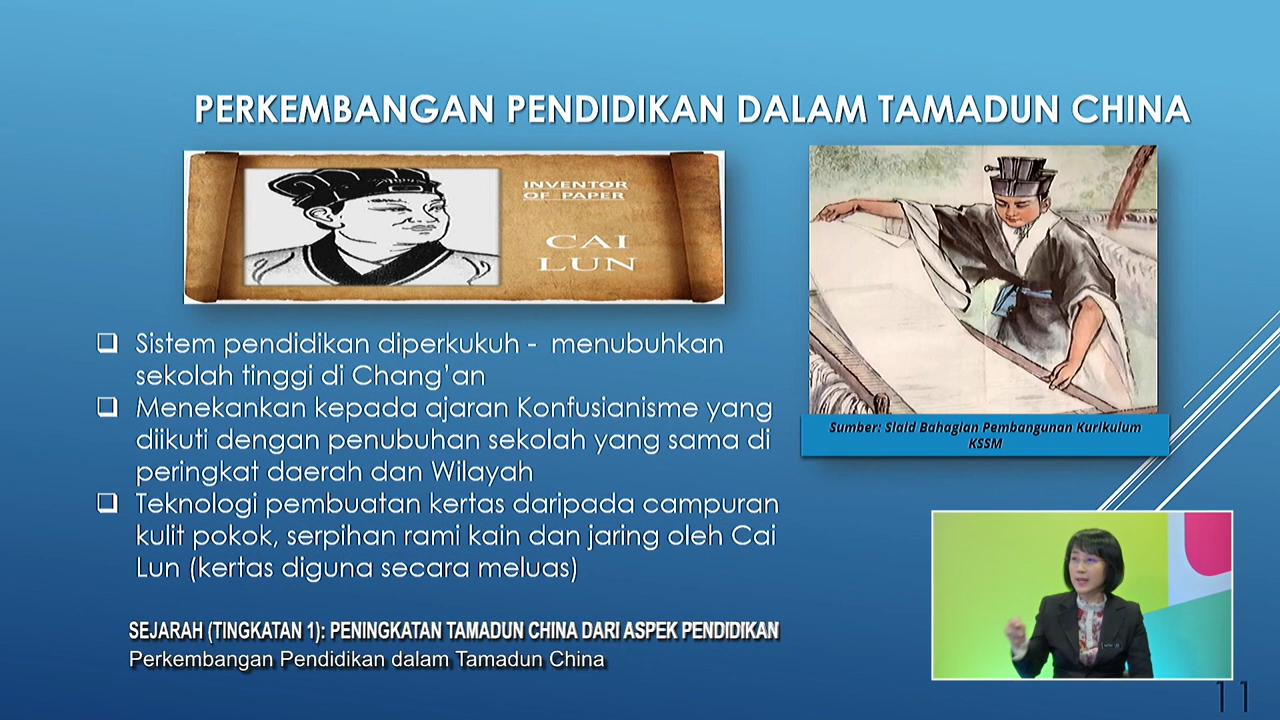 PERKEMBANGAN PENDIDIKAN DALAM TAMADUN CHINA
INVENTOR
OF PAPER
CAI
LUN
Sistem pendidikan diperkukuh - menubuhkan
sekolah tinggi di Chang’an
Menekankan kepada ajaran Konfusianisme yang
diikuti dengan penubuhan sekolah yang sama di
peringkat daerah dan Wilayah
Teknologi pembuatan kertas daripada campuran
kulit pokok, serpihan rami kain dan jaring oleh Cai
Lun (kertas diguna secara meluas)
Sumber: Slaid Bahagian Pembangunan Kurikulum
KSSM
SEJARAH (TINGKATAN 1): PENINGKATAN TAMADUN CHINA DARI ASPEK PENDIDIKAN
Perkembangan Pendidikan dalam Tamadun China
11